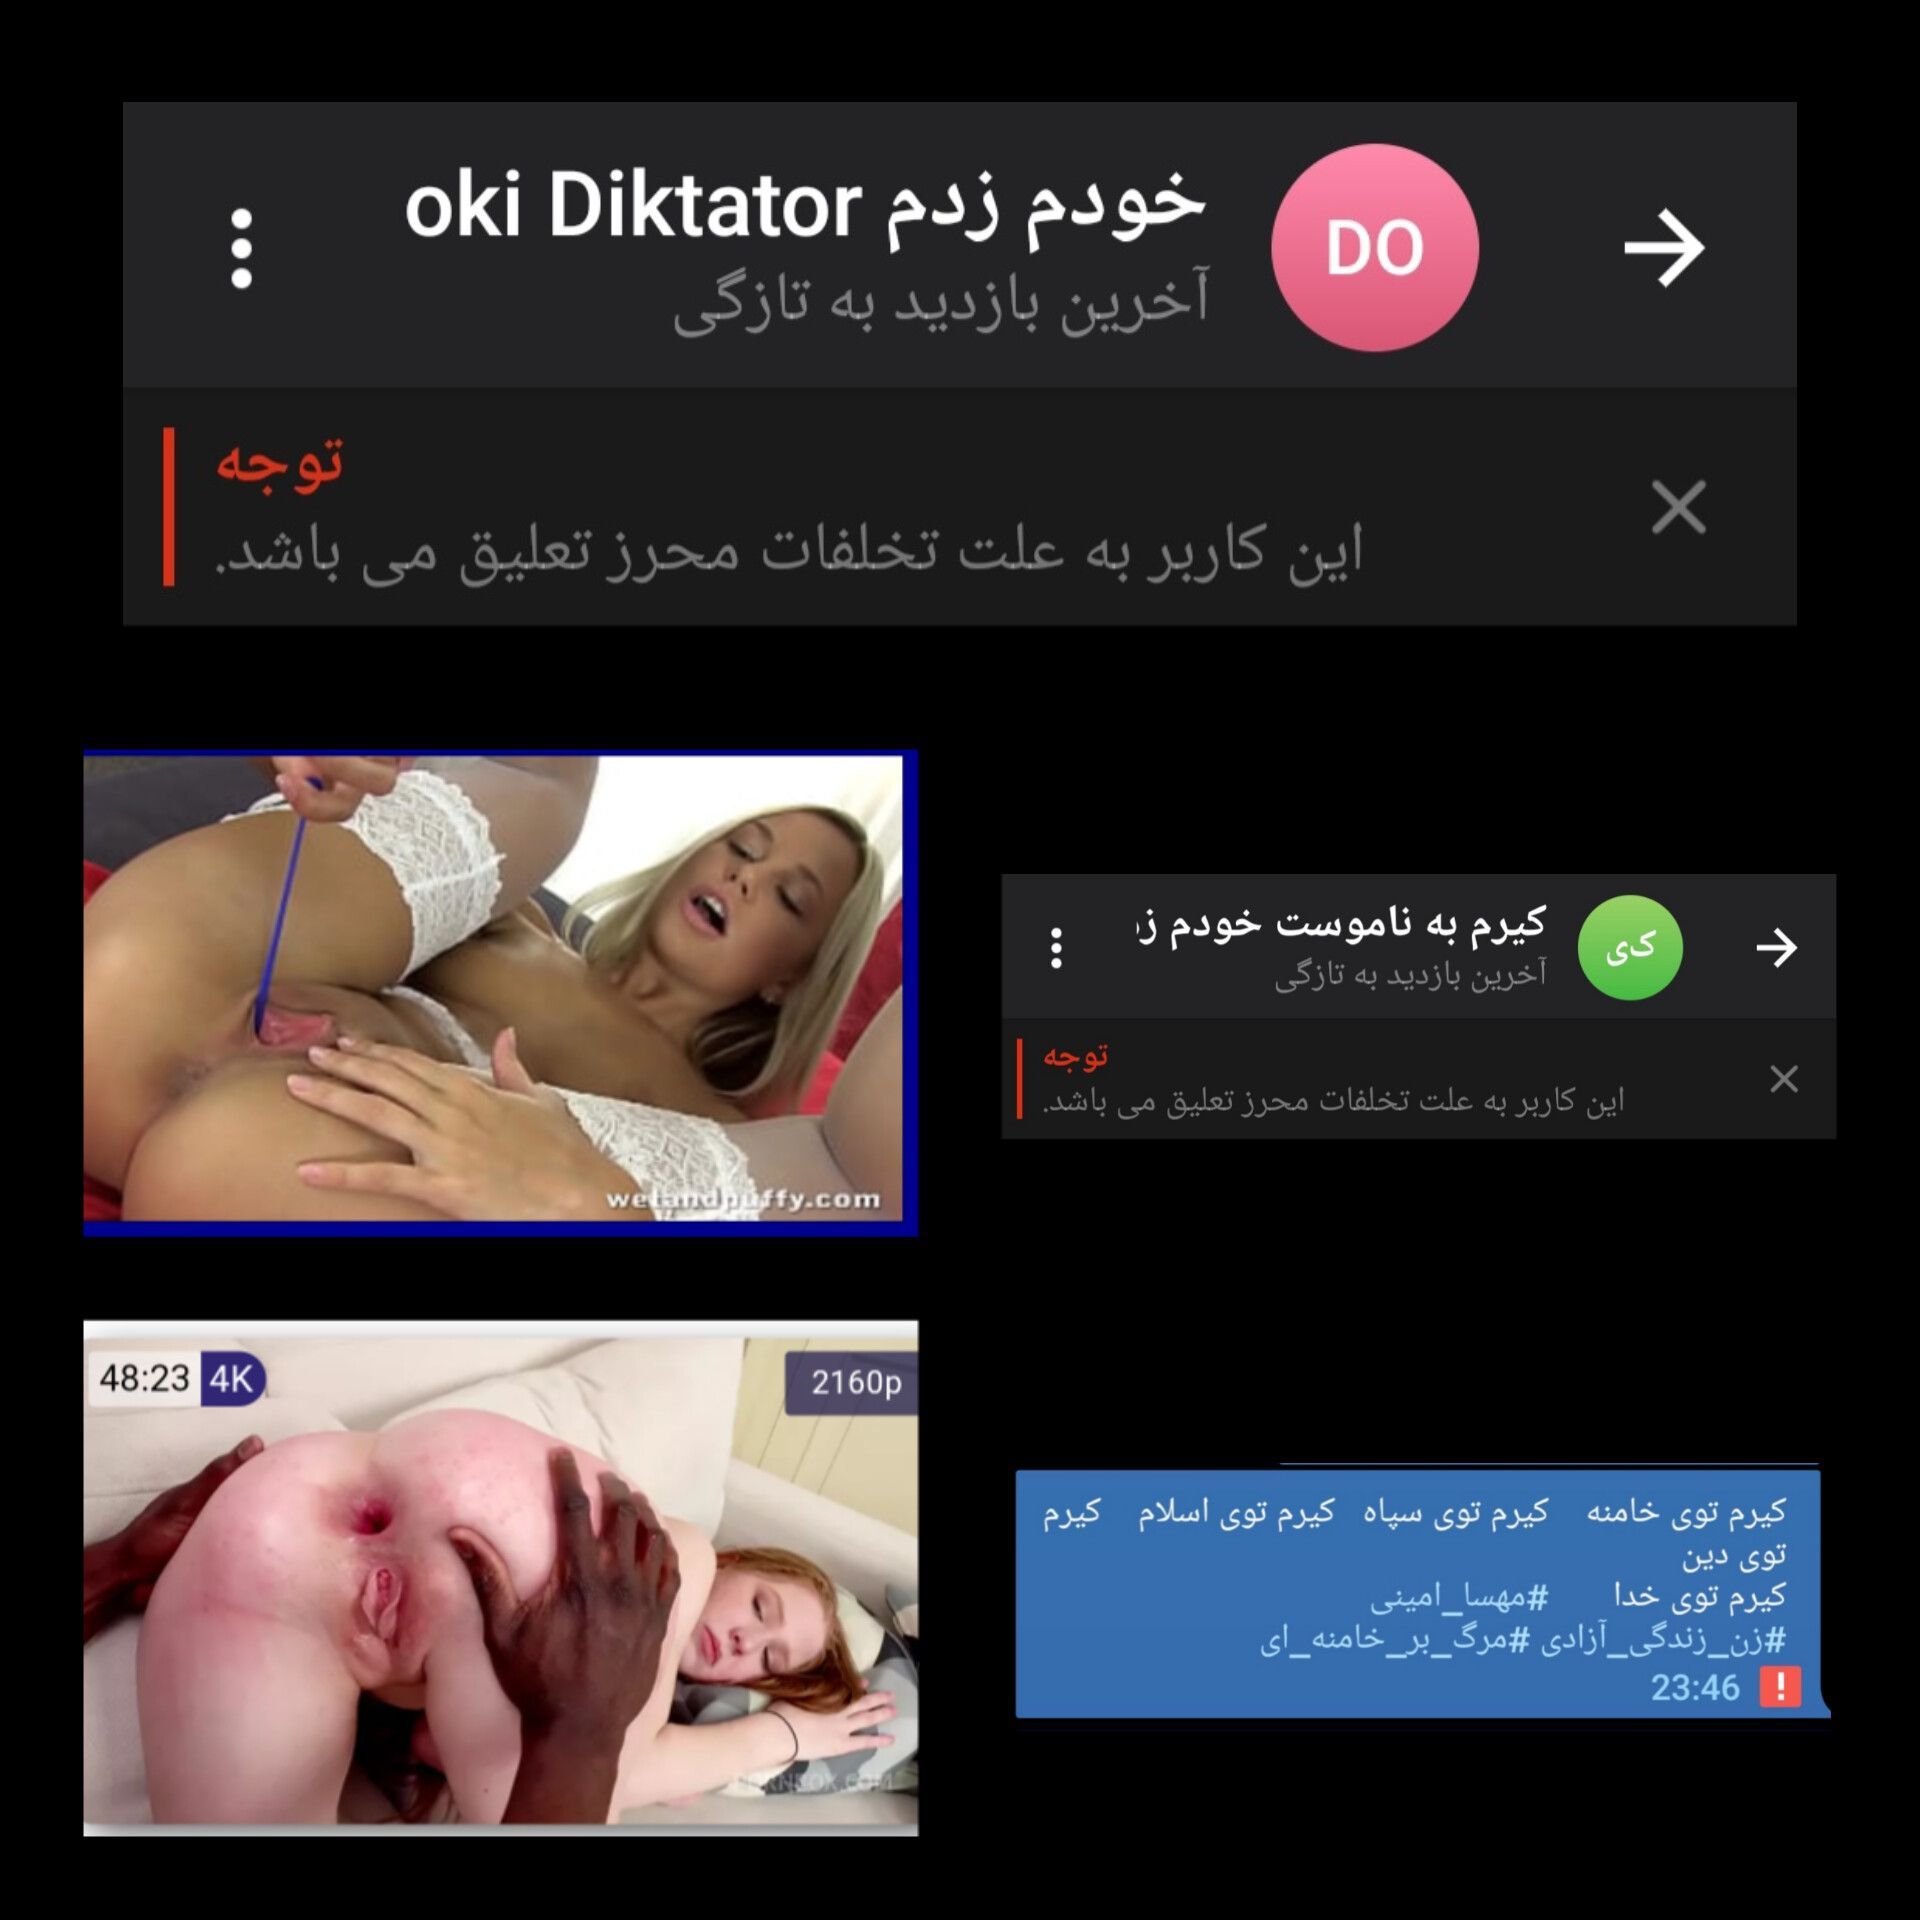 خودم زدم oki Diktator
DO
آخرین بازدید به تازگی
توجه
این کاربر به علت تخلفات محرز تعلیق می باشد.
wetandpuffy.com
کیرم به ناموست خودم
کی
آخرین بازدید به تازگی
توجه
این کاربر به علت تخلفات محرز تعلیق می باشد.
48:23 4K
2160p
کیرم توی خامنه کیرم توی سپاه کیرم توی اسلام کیرم
توی دین
کیرم توی خدا #مهسا_امینی
#زن_زندگی_آزادی #مرگ_بر_خامنه_ای
23:46